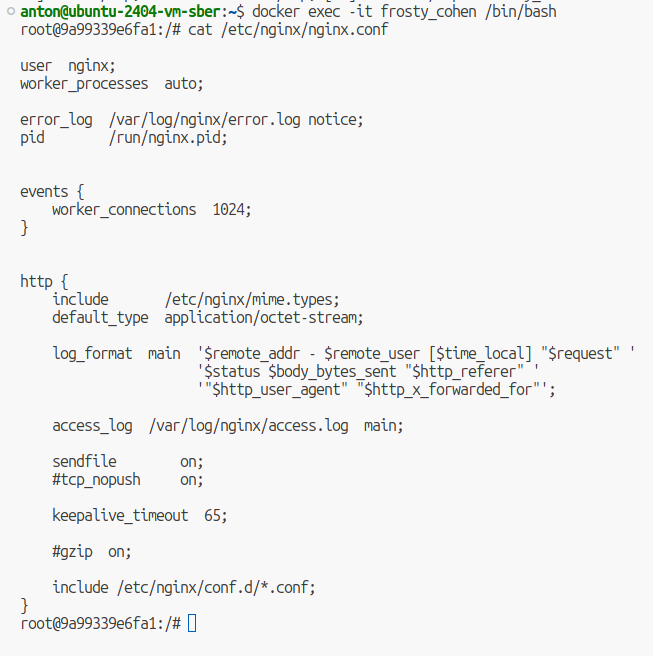 anton@ubuntu-2404-vm-sber:~$ docker exec -it frosty_cohen /bin/bash
root@9a99339e6fa1:/# cat /etc/nginx/nginx.conf

user  nginx;
worker_processes  auto;

error_log  /var/log/nginx/error.log notice;
pid        /run/nginx.pid;


events {
    worker_connections  1024;
}


http {
    include       /etc/nginx/mime.types;
    default_type  application/octet-stream;

    log_format  main  '$remote_addr - $remote_user [$time_local] "$request" '
                      '$status $body_bytes_sent "$http_referer" '
                      '"$http_user_agent" "$http_x_forwarded_for"';

    access_log  /var/log/nginx/access.log  main;

    sendfile        on;
    #tcp_nopush     on;

    keepalive_timeout  65;

    #gzip  on;

    include /etc/nginx/conf.d/*.conf;
}
root@9a99339e6fa1:/#